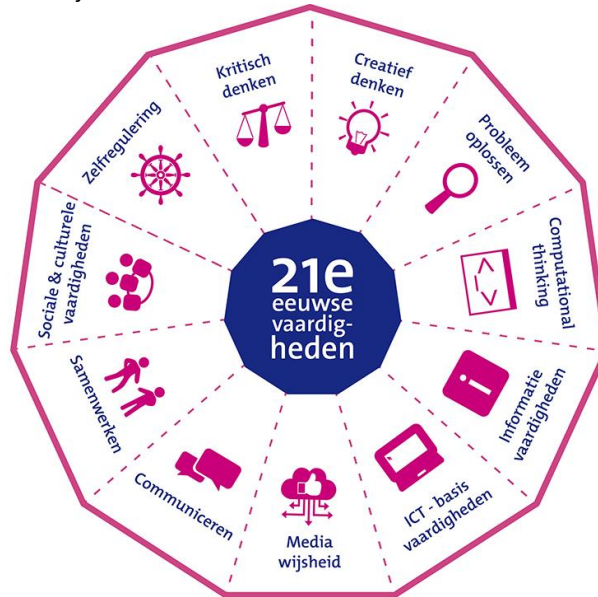 21e
eeuwse
vaardig-
heden
Creatief
denken
Probleem
oplossen
Computational
thinking
Informatie
vaardigheden
ICT - basis
vaardigheden
Media
wijsheid
Communiceren
Samenwerken
Sociale & culturele
vaardigheden
Zelfregulering
Kritisch
denken